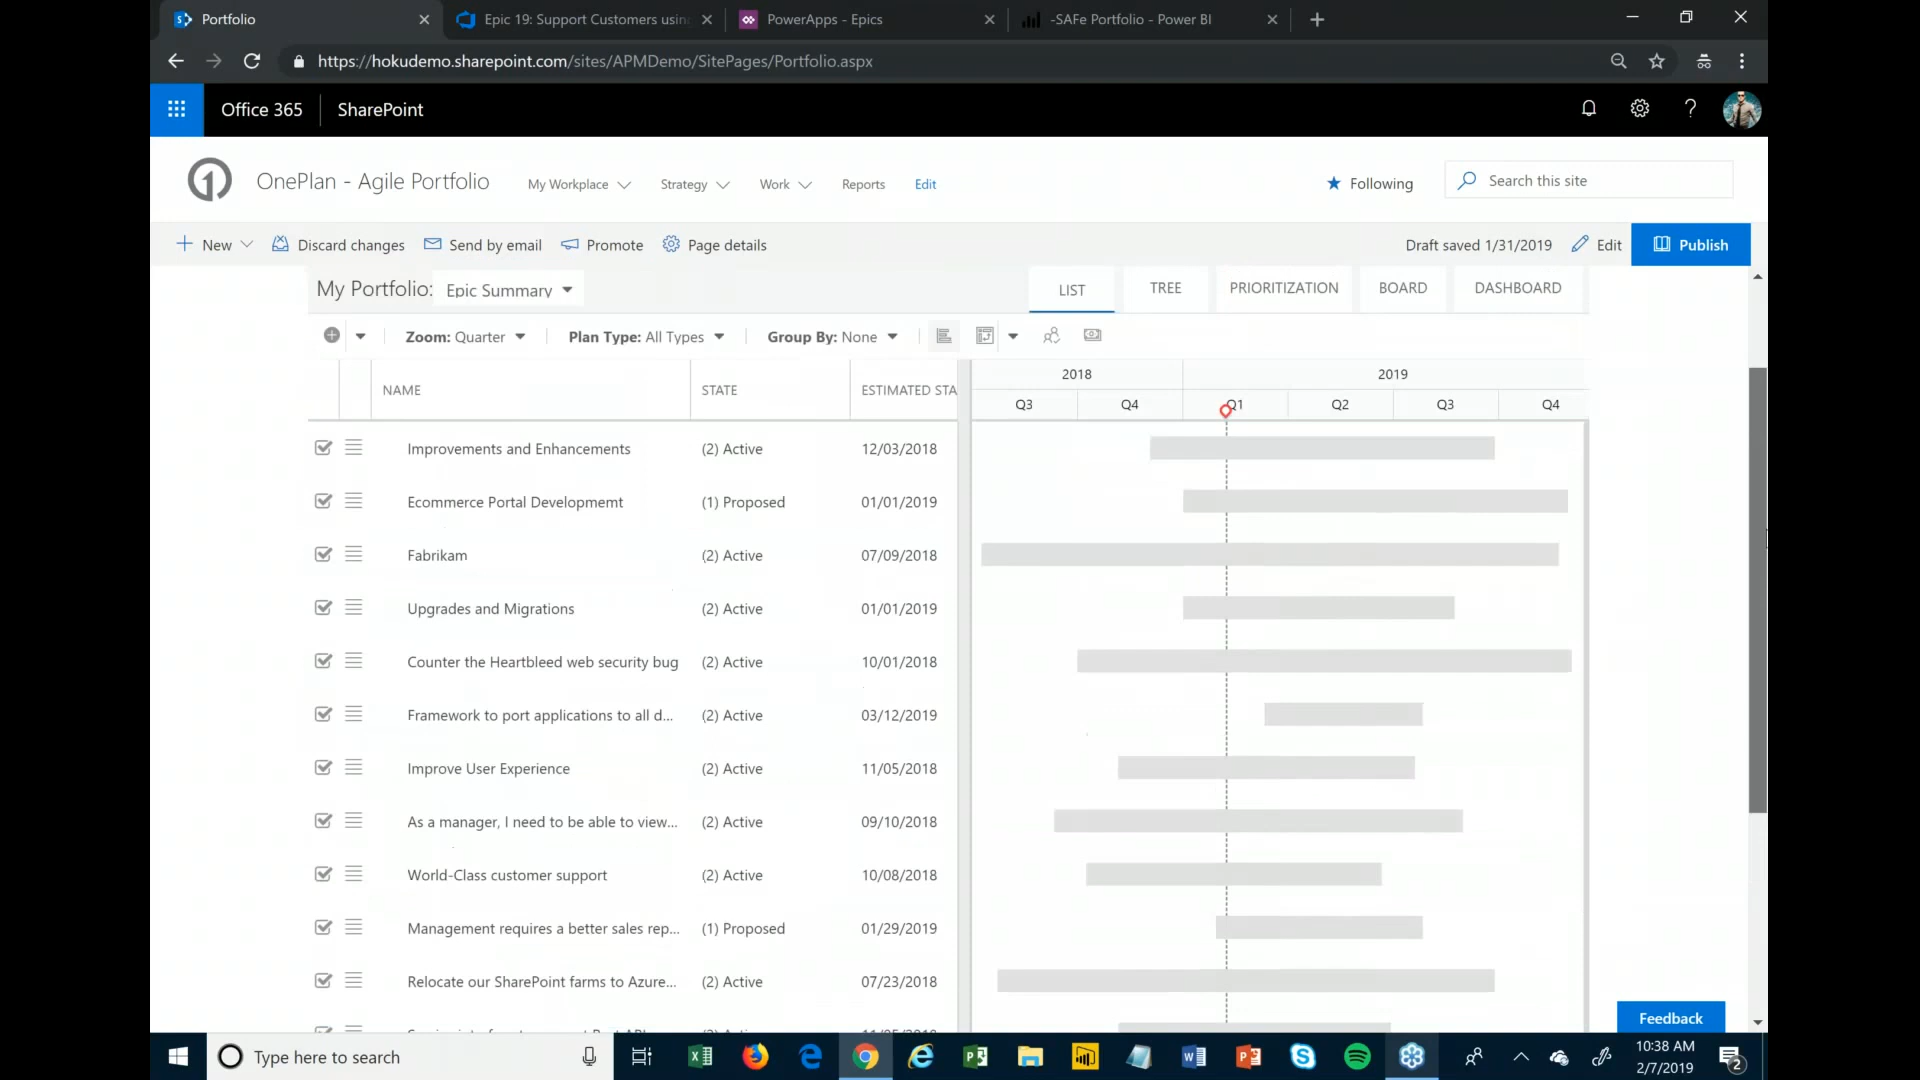 Portfolio
Epic 19: Support Customers usin
PowerApps - Epics
-SAFe Portfolio - Power BI
https://hokudemo.sharepoint.com/sites/APMDemo/SitePages/Portfolio.aspx
Office 365 SharePoint
OnePlan - Agile Portfolio My Workplace Strategy Work Reports Edit Following Search this site
New Discard changes Send by email Promote Page details Draft saved 1/31/2019 Edit Publish
My Portfolio: Epic Summary LIST TREE PRIORITIZATION BOARD DASHBOARD
Zoom: Quarter Plan Type: All Types Group By: None
NAME STATE ESTIMATED STA
2018 2019
Q3 Q4 Q1 Q2 Q3 Q4
Improvements and Enhancements (2) Active 12/03/2018
Ecommerce Portal Developmemt (1) Proposed 01/01/2019
Fabrikam (2) Active 07/09/2018
Upgrades and Migrations (2) Active 01/01/2019
Counter the Heartbleed web security bug (2) Active 10/01/2018
Framework to port applications to all d... (2) Active 03/12/2019
Improve User Experience (2) Active 11/05/2018
As a manager, I need to be able to view... (2) Active 09/10/2018
World-Class customer support (2) Active 10/08/2018
Management requires a better sales rep... (1) Proposed 01/29/2019
Relocate our SharePoint farms to Azure... (2) Active 07/23/2018
Feedback
Type here to search
10:38 AM
2/7/2019
2